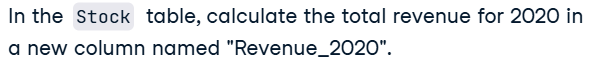 In the Stock table, calculate the total revenue for 2020 in
a new column named "Revenue_2020".